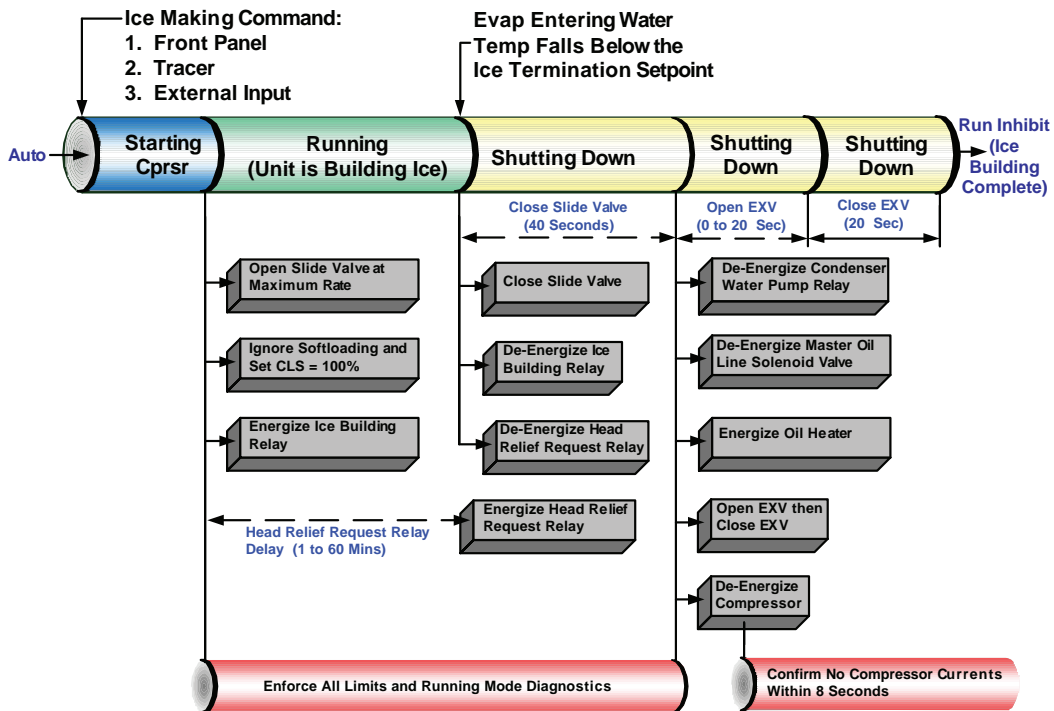 Ice Making Command:
1. Front Panel
2. Tracer
3. External Input
Evap Entering Water
Temp Falls Below the
Ice Termination Setpoint
Auto
Starting
Cprsr
Running
(Unit is Building Ice)
Shutting Down
Shutting
Down
Shutting
Down
Run Inhibit
(Ice
Building
Complete)
Close Slide Valve
(40 Seconds)
Open EXV
(0 to 20 Sec)
Close EXV
(20 Sec)
Open Slide Valve at
Maximum Rate
Close Slide Valve
De-Energize Condenser
Water Pump Relay
Ignore Softloading and
Set CLS = 100%
De-Energize Ice
Building Relay
De-Energize Master Oil
Line Solenoid Valve
Energize Ice Building
Relay
De-Energize Head
Relief Request Relay
Energize Oil Heater
Head Relief Request Relay
Delay (1 to 60 Mins)
Energize Head Relief
Request Relay
Open EXV then
Close EXV
De-Energize
Compressor
Enforce All Limits and Running Mode Diagnostics
Confirm No Compressor Currents
Within 8 Seconds